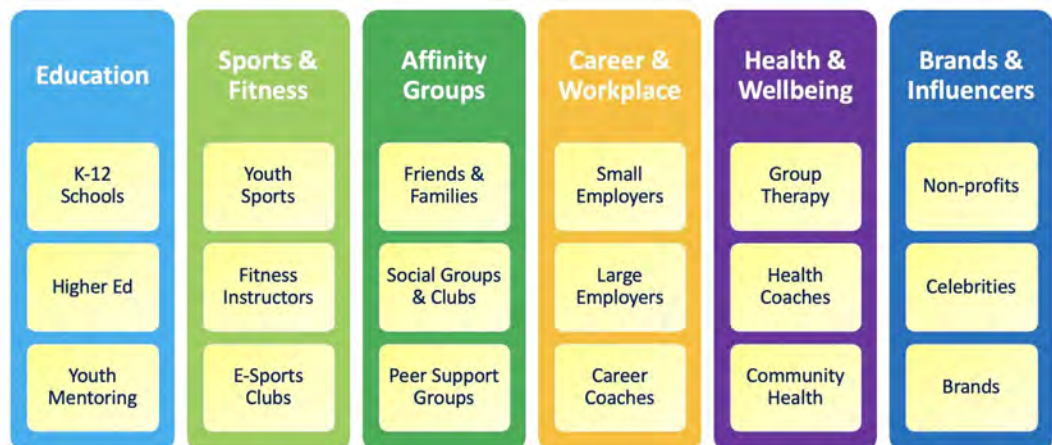 Education
K-12
Schools
Higher Ed
Youth
Mentoring
Sports &
Fitness
Youth
Sports
Fitness
Instructors
E-Sports
Clubs
Affinity
Groups
Friends &
Families
Social Groups
& Clubs
Peer Support
Groups
Career &
Workplace
Small
Employers
Large
Employers
Career
Coaches
Health &
Wellbeing
Group
Therapy
Health
Coaches
Community
Health
Brands &
Influencers
Non-profits
Celebrities
Brands